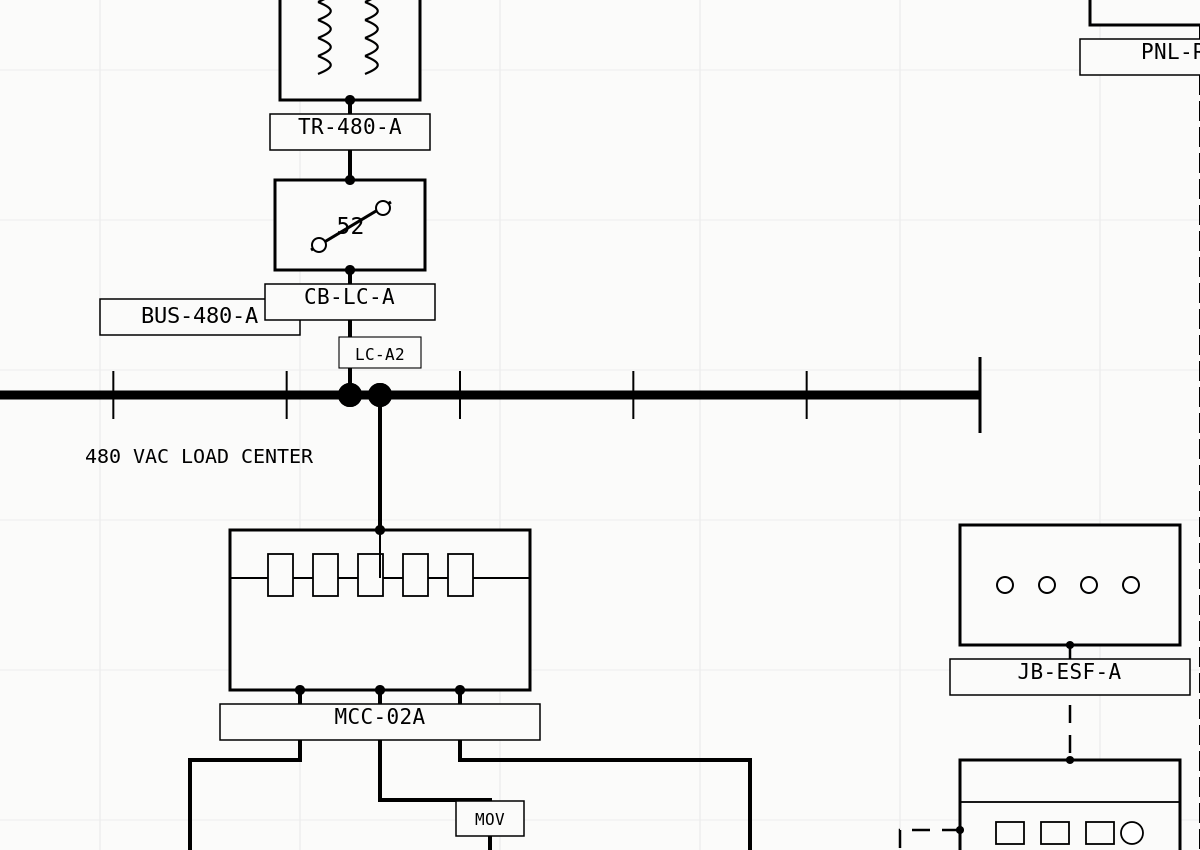 PNL-P
TR-480-A
52
CB-LC-A
BUS-480-A
LC-A2
480 VAC LOAD CENTER
JB-ESF-A
MCC-02A
MOV